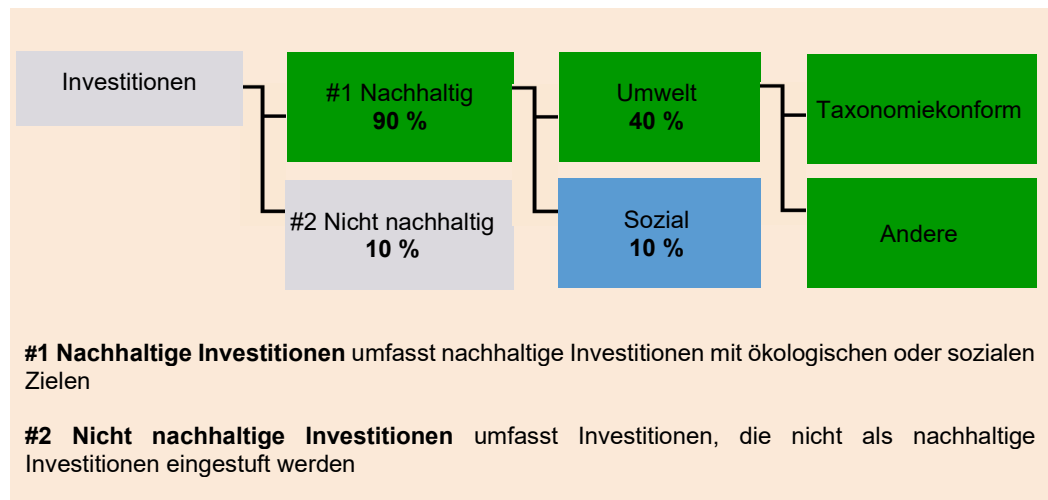 Investitionen
#1 Nachhaltig
90 %
Umwelt
40 %
Taxonomiekonform
#2 Nicht nachhaltig
10 %
Sozial
10 %
Andere
#1 Nachhaltige Investitionen umfasst nachhaltige Investitionen mit ökologischen oder sozialen
Zielen
#2 Nicht nachhaltige Investitionen umfasst Investitionen, die nicht als nachhaltige
Investitionen eingestuft werden